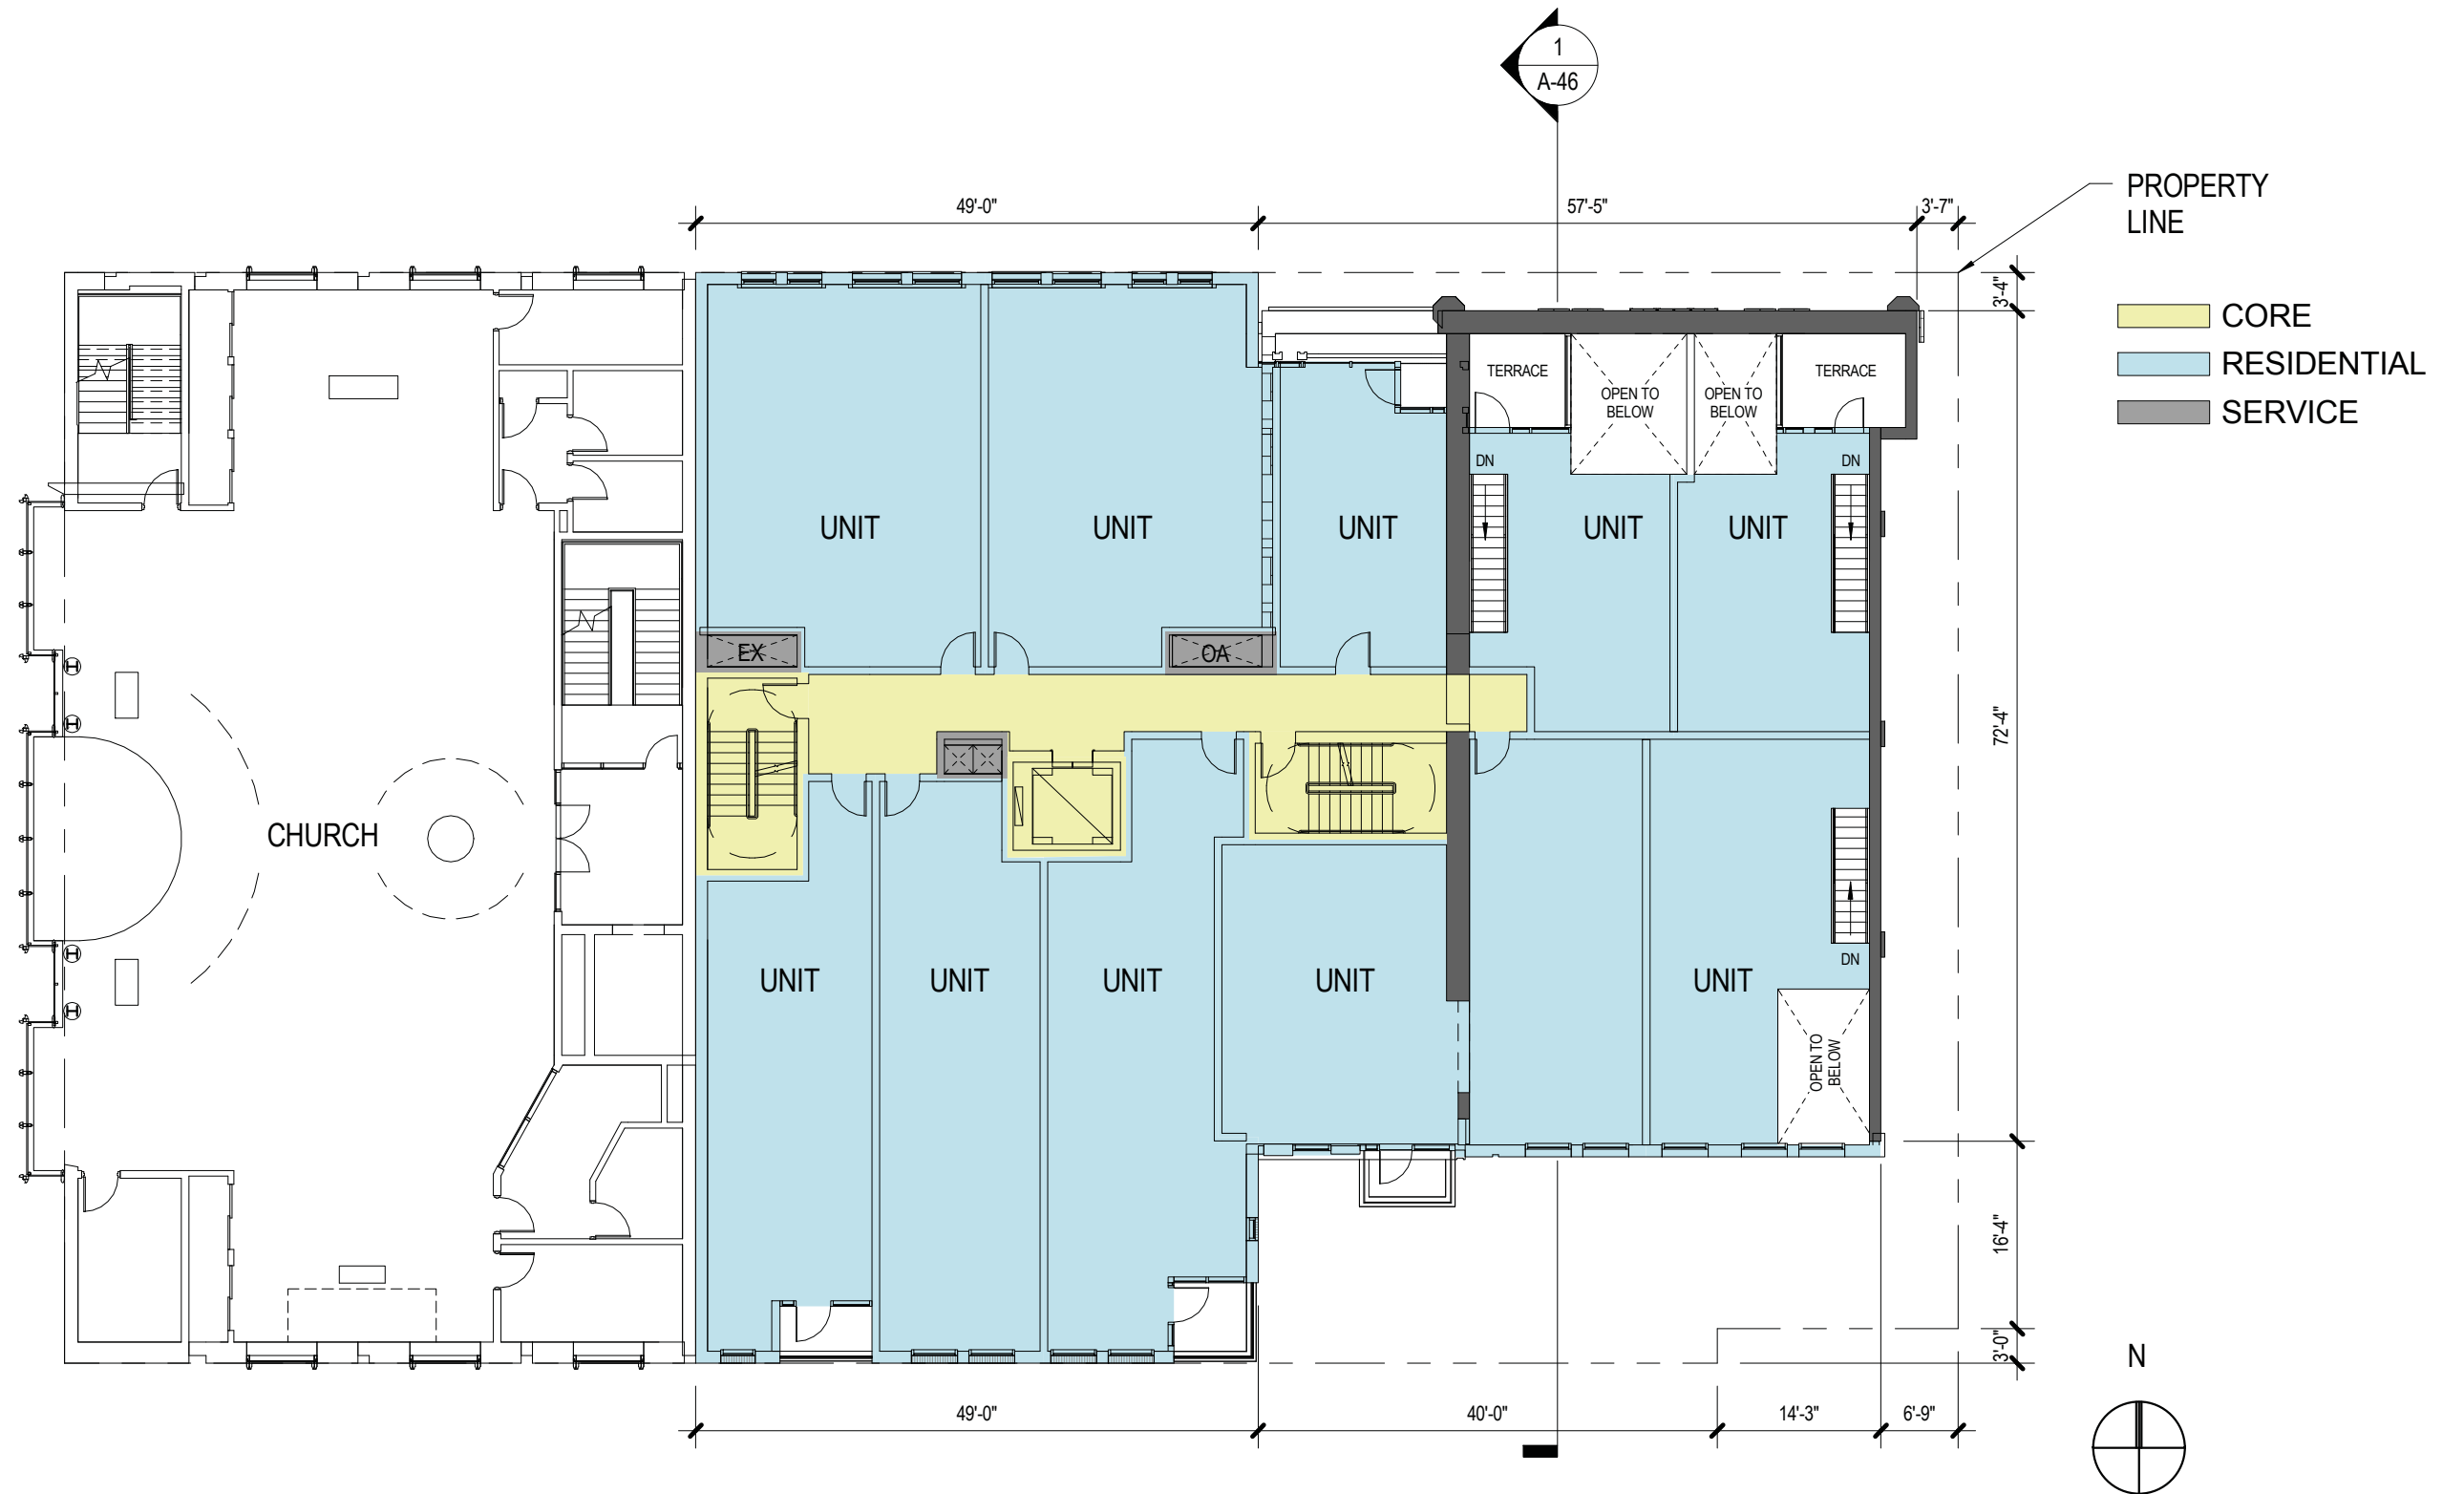 1
A-46
PROPERTY
LINE
49'-0"
57'-5"
3'-7"
3'-4"
CORE
RESIDENTIAL
SERVICE
TERRACE
OPEN TO
BELOW
OPEN TO
BELOW
TERRACE
DN
DN
UNIT
UNIT
UNIT
UNIT
UNIT
EX
OA
H
H
72'-4"
CHURCH
H
H
UNIT
UNIT
UNIT
UNIT
UNIT
DN
OPEN TO
BELOW
16'-4"
3'-0"
N
49'-0"
40'-0"
14'-3"
6'-9"